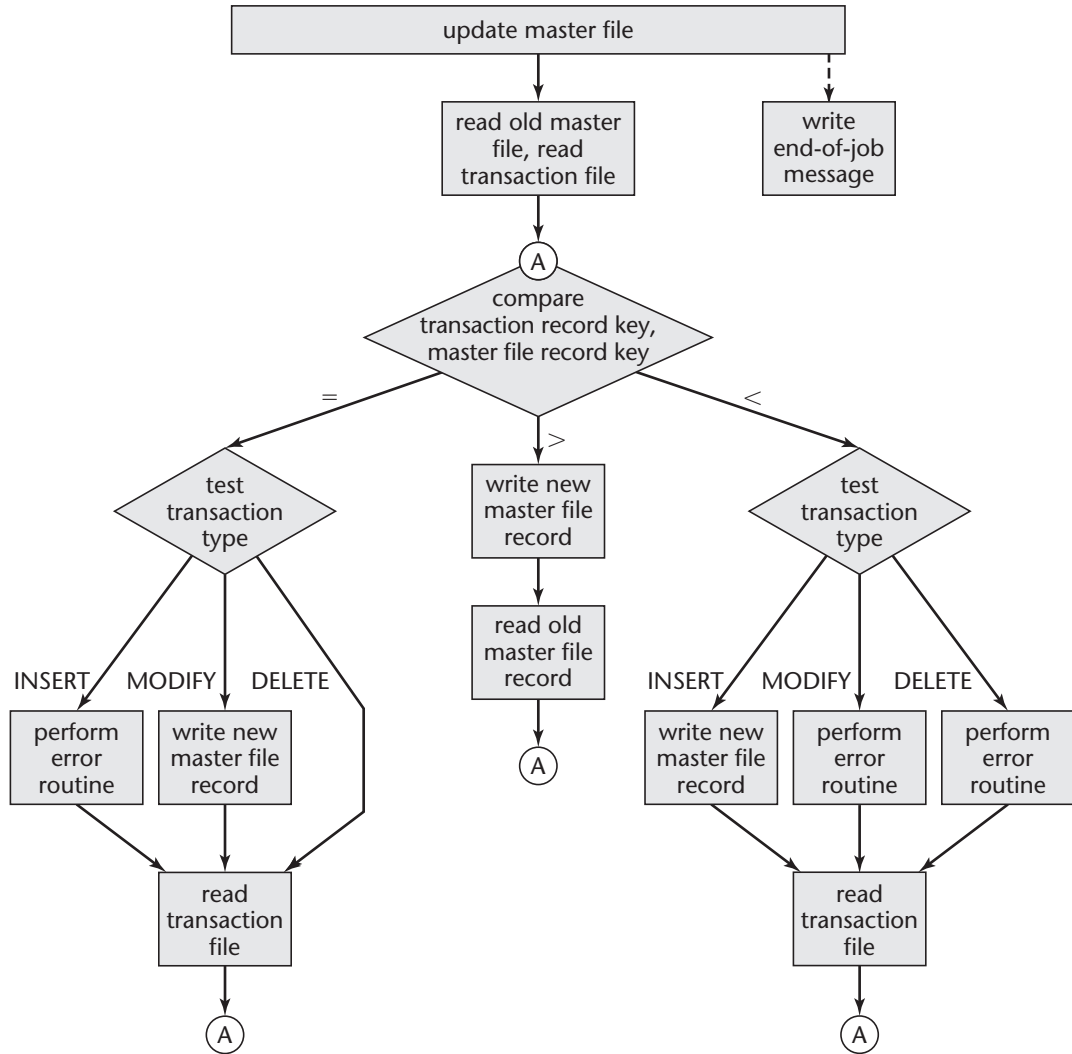 update master file
read old master
file, read
transaction file
write
end-of-job
message
A
compare
transaction record key,
master file record key
=
>
<
test
transaction
type
write new
master file
record
test
transaction
type
read old
master file
record
INSERT
MODIFY
DELETE
INSERT
MODIFY
DELETE
perform
error
routine
write new
master file
record
A
write new
master file
record
perform
error
routine
perform
error
routine
read
transaction
file
read
transaction
file
A
A